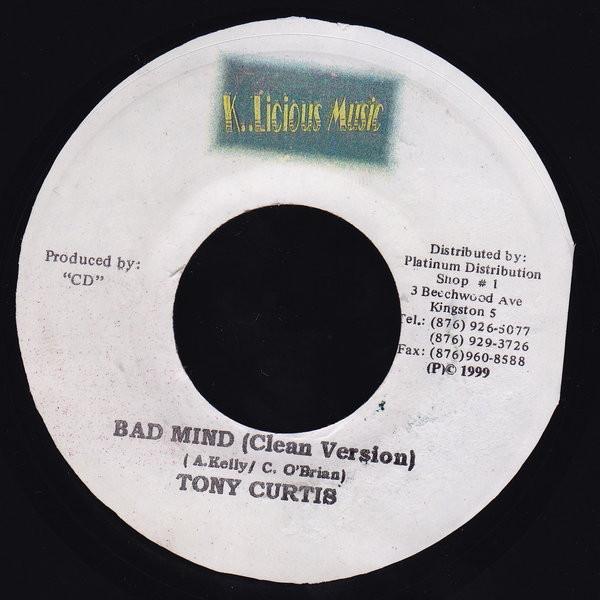 K..Licious Music
Produced by:
"CD"
Distributed by:
Platinum Distribution
Shop # 1
3 Beechwood Ave
Kingston 5
Tel.: (876) 926-5077
(876) 929-3726
Fax: (876)960-8588
(P)© 1999
BAD MIND (Clean Version)
( A.Kelly/ C. O'Brian)
TONY CURTIS